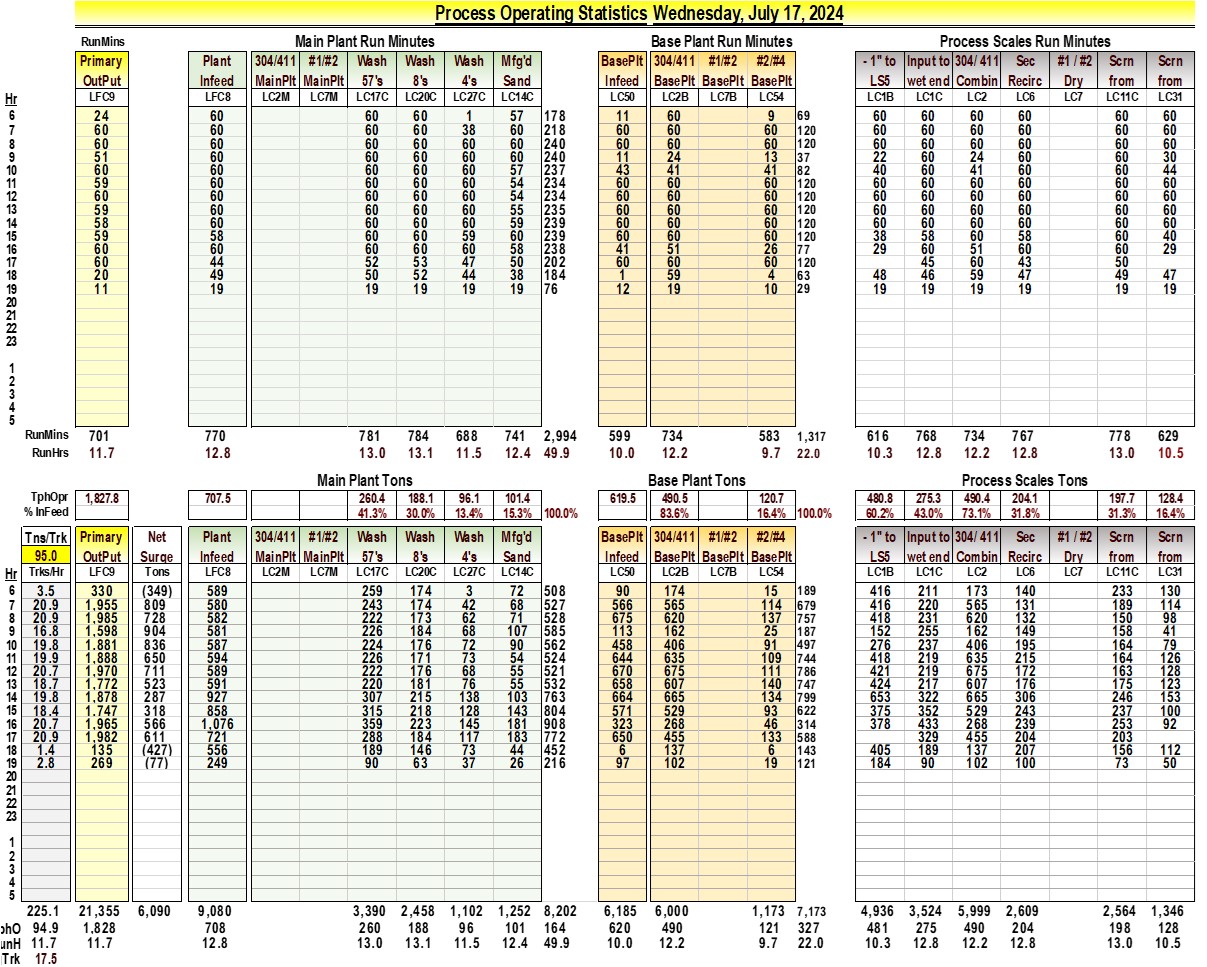 Process Operating Statistics Wednesday, July 17, 2024
RunMins Main Plant Run Minutes Base Plant Run Minutes Process Scales Run Minutes
Primary Plant 304/411 #1/#2 Wash Wash Wash Mfg'd BasePlt 304/411 #1/#2 #2/#4 - 1" to Input to 304/ 411 Sec #1 / #2 Scrn Scrn
OutPut Infeed MainPlt MainPlt 57's 8's 4's Sand Infeed BasePlt BasePlt BasePlt LS5 wet end Combin Recirc Dry from from
Hr LFC9 LFC8 LC2M LC7M LC17C LC20C LC27C LC14C LC50 LC2B LC7B LC54 LC1B LC1C LC2 LC6 LC7 LC11C LC31
6 24 60 60 60 1 57 178 11 60 9 69 60 60 60 60 60 60
7 60 60 60 60 38 60 218 60 60 60 120 60 60 60 60 60 60
8 60 60 60 60 60 60 240 60 60 60 120 60 60 60 60 60 60
9 51 60 60 60 60 60 240 11 24 13 37 22 60 24 60 60 30
10 60 60 60 60 60 57 237 43 41 41 82 40 60 41 60 60 44
11 59 60 60 60 60 54 234 60 60 60 120 60 60 60 60 60 60
12 60 60 60 60 60 54 234 60 60 60 120 60 60 60 60 60 60
13 59 60 60 60 60 55 235 60 60 60 120 60 60 60 60 60 60
14 58 60 60 60 60 59 239 60 60 60 120 60 60 60 60 60 60
15 58 58 60 60 59 60 239 60 60 60 120 38 58 60 58 60 40
16 60 60 60 60 60 58 238 41 51 26 77 29 60 51 60 60 29
17 60 44 52 53 47 50 202 60 60 60 120 45 60 43 50
18 20 49 50 52 44 38 184 1 59 4 63 48 46 59 47 49 47
19 11 19 19 19 19 19 76 12 19 10 29 19 19 19 19 19 19
20
21
22
23
1
2
3
4
5
RunMins 701 770 781 784 688 741 2,994 599 734 583 1,317 616 768 734 767 778 629
RunHrs 11.7 12.8 13.0 13.1 11.5 12.4 49.9 10.0 12.2 9.7 22.0 10.3 12.8 12.2 12.8 13.0 10.5
Main Plant Tons Base Plant Tons Process Scales Tons
TphOpr 1,827.8 707.5 260.4 188.1 96.1 101.4 619.5 490.5 120.7 480.8 275.3 490.4 204.1 197.7 128.4
% InFeed 41.3% 30.0% 13.4% 15.3% 100.0% 83.6% 16.4% 100.0% 60.2% 43.0% 73.1% 31.8% 31.3% 16.4%
Tns/Trk Primary Net Plant 304/411 #1/#2 Wash Wash Wash Mfg'd BasePlt 304/411 #1/#2 #2/#4 - 1" to Input to 304/ 411 Sec #1 / #2 Scrn Scrn
95.0 OutPut Surge Infeed MainPlt MainPlt 57's 8's 4's Sand Infeed BasePlt BasePlt BasePlt LS5 wet end Combin Recirc Dry from from
Hr Trks/Hr LFC9 Tons LFC8 LC2M LC7M LC17C LC20C LC27C LC14C LC50 LC2B LC7B LC54 LC1B LC1C LC2 LC6 LC7 LC11C LC31
6 3.5 330 (349) 589 259 174 3 72 508 90 174 15 189 416 211 173 140 233 130
7 20.9 1,955 809 580 243 174 42 68 527 566 565 114 679 416 220 565 131 189 114
8 20.9 1,985 728 582 222 173 62 71 528 675 620 137 757 418 231 620 132 150 98
9 16.8 1,598 904 581 226 184 68 107 585 113 162 25 187 152 255 162 149 158 41
10 19.8 1,881 836 587 224 176 72 90 562 458 406 91 497 276 237 406 195 164 79
11 19.9 1,888 650 594 226 171 73 54 524 644 635 109 744 418 219 635 215 164 126
12 20.7 1,970 711 589 222 176 68 55 521 670 675 111 786 421 219 675 172 163 128
13 18.7 1,772 523 591 220 181 76 55 532 658 607 140 747 424 217 607 176 175 123
14 19.8 1,878 287 927 307 215 138 103 763 664 665 134 799 653 322 665 306 246 153
15 18.4 1,747 318 858 315 218 128 143 804 571 529 93 622 375 352 529 243 237 100
16 20.7 1,965 566 1,076 359 223 145 181 908 323 268 46 314 378 433 268 239 253 92
17 20.9 1,982 611 721 288 184 117 183 772 650 455 133 588 329 455 204 203
18 1.4 135 (427) 556 189 146 73 44 452 6 137 6 143 405 189 137 207 156 112
19 2.8 269 (77) 249 90 63 37 26 216 97 102 19 121 184 90 102 100 73 50
20
21
22
23
1
2
3
4
5
225.1 21,355 6,090 9,080 3,390 2,458 1,102 1,252 8,202 6,185 6,000 1,173 7,173 4,936 3,524 5,999 2,609 2,564 1,346
phO 94.9 1,828 708 260 188 96 101 164 620 490 121 327 481 275 490 204 198 128
unH 11.7 11.7 12.8 13.0 13.1 11.5 12.4 49.9 10.0 12.2 9.7 22.0 10.3 12.8 12.2 12.8 13.0 10.5
Trk 17.5